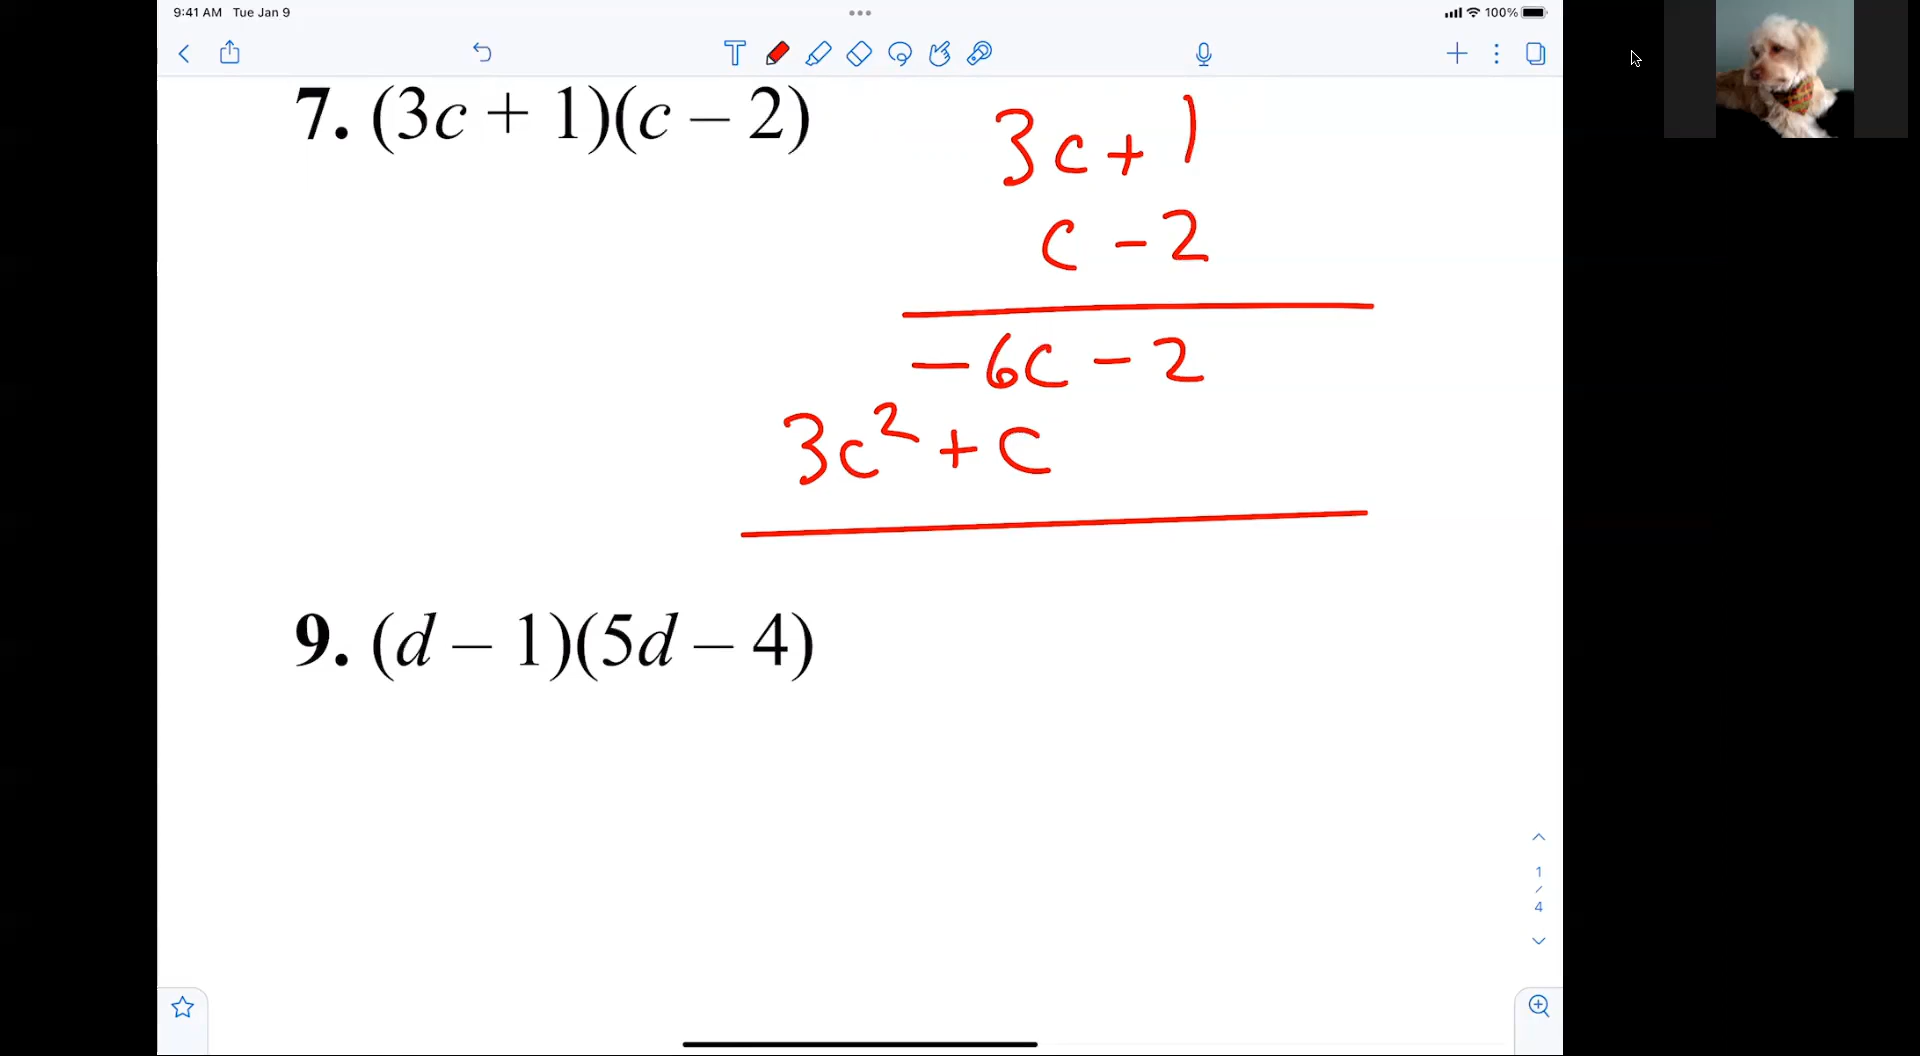 9:41 AM Tue Jan 9
100%
7. (3c + 1)(c – 2)
3c + 1
c - 2
- 6c - 2
3c² + c
9. (d – 1)(5d – 4)
1
/
4